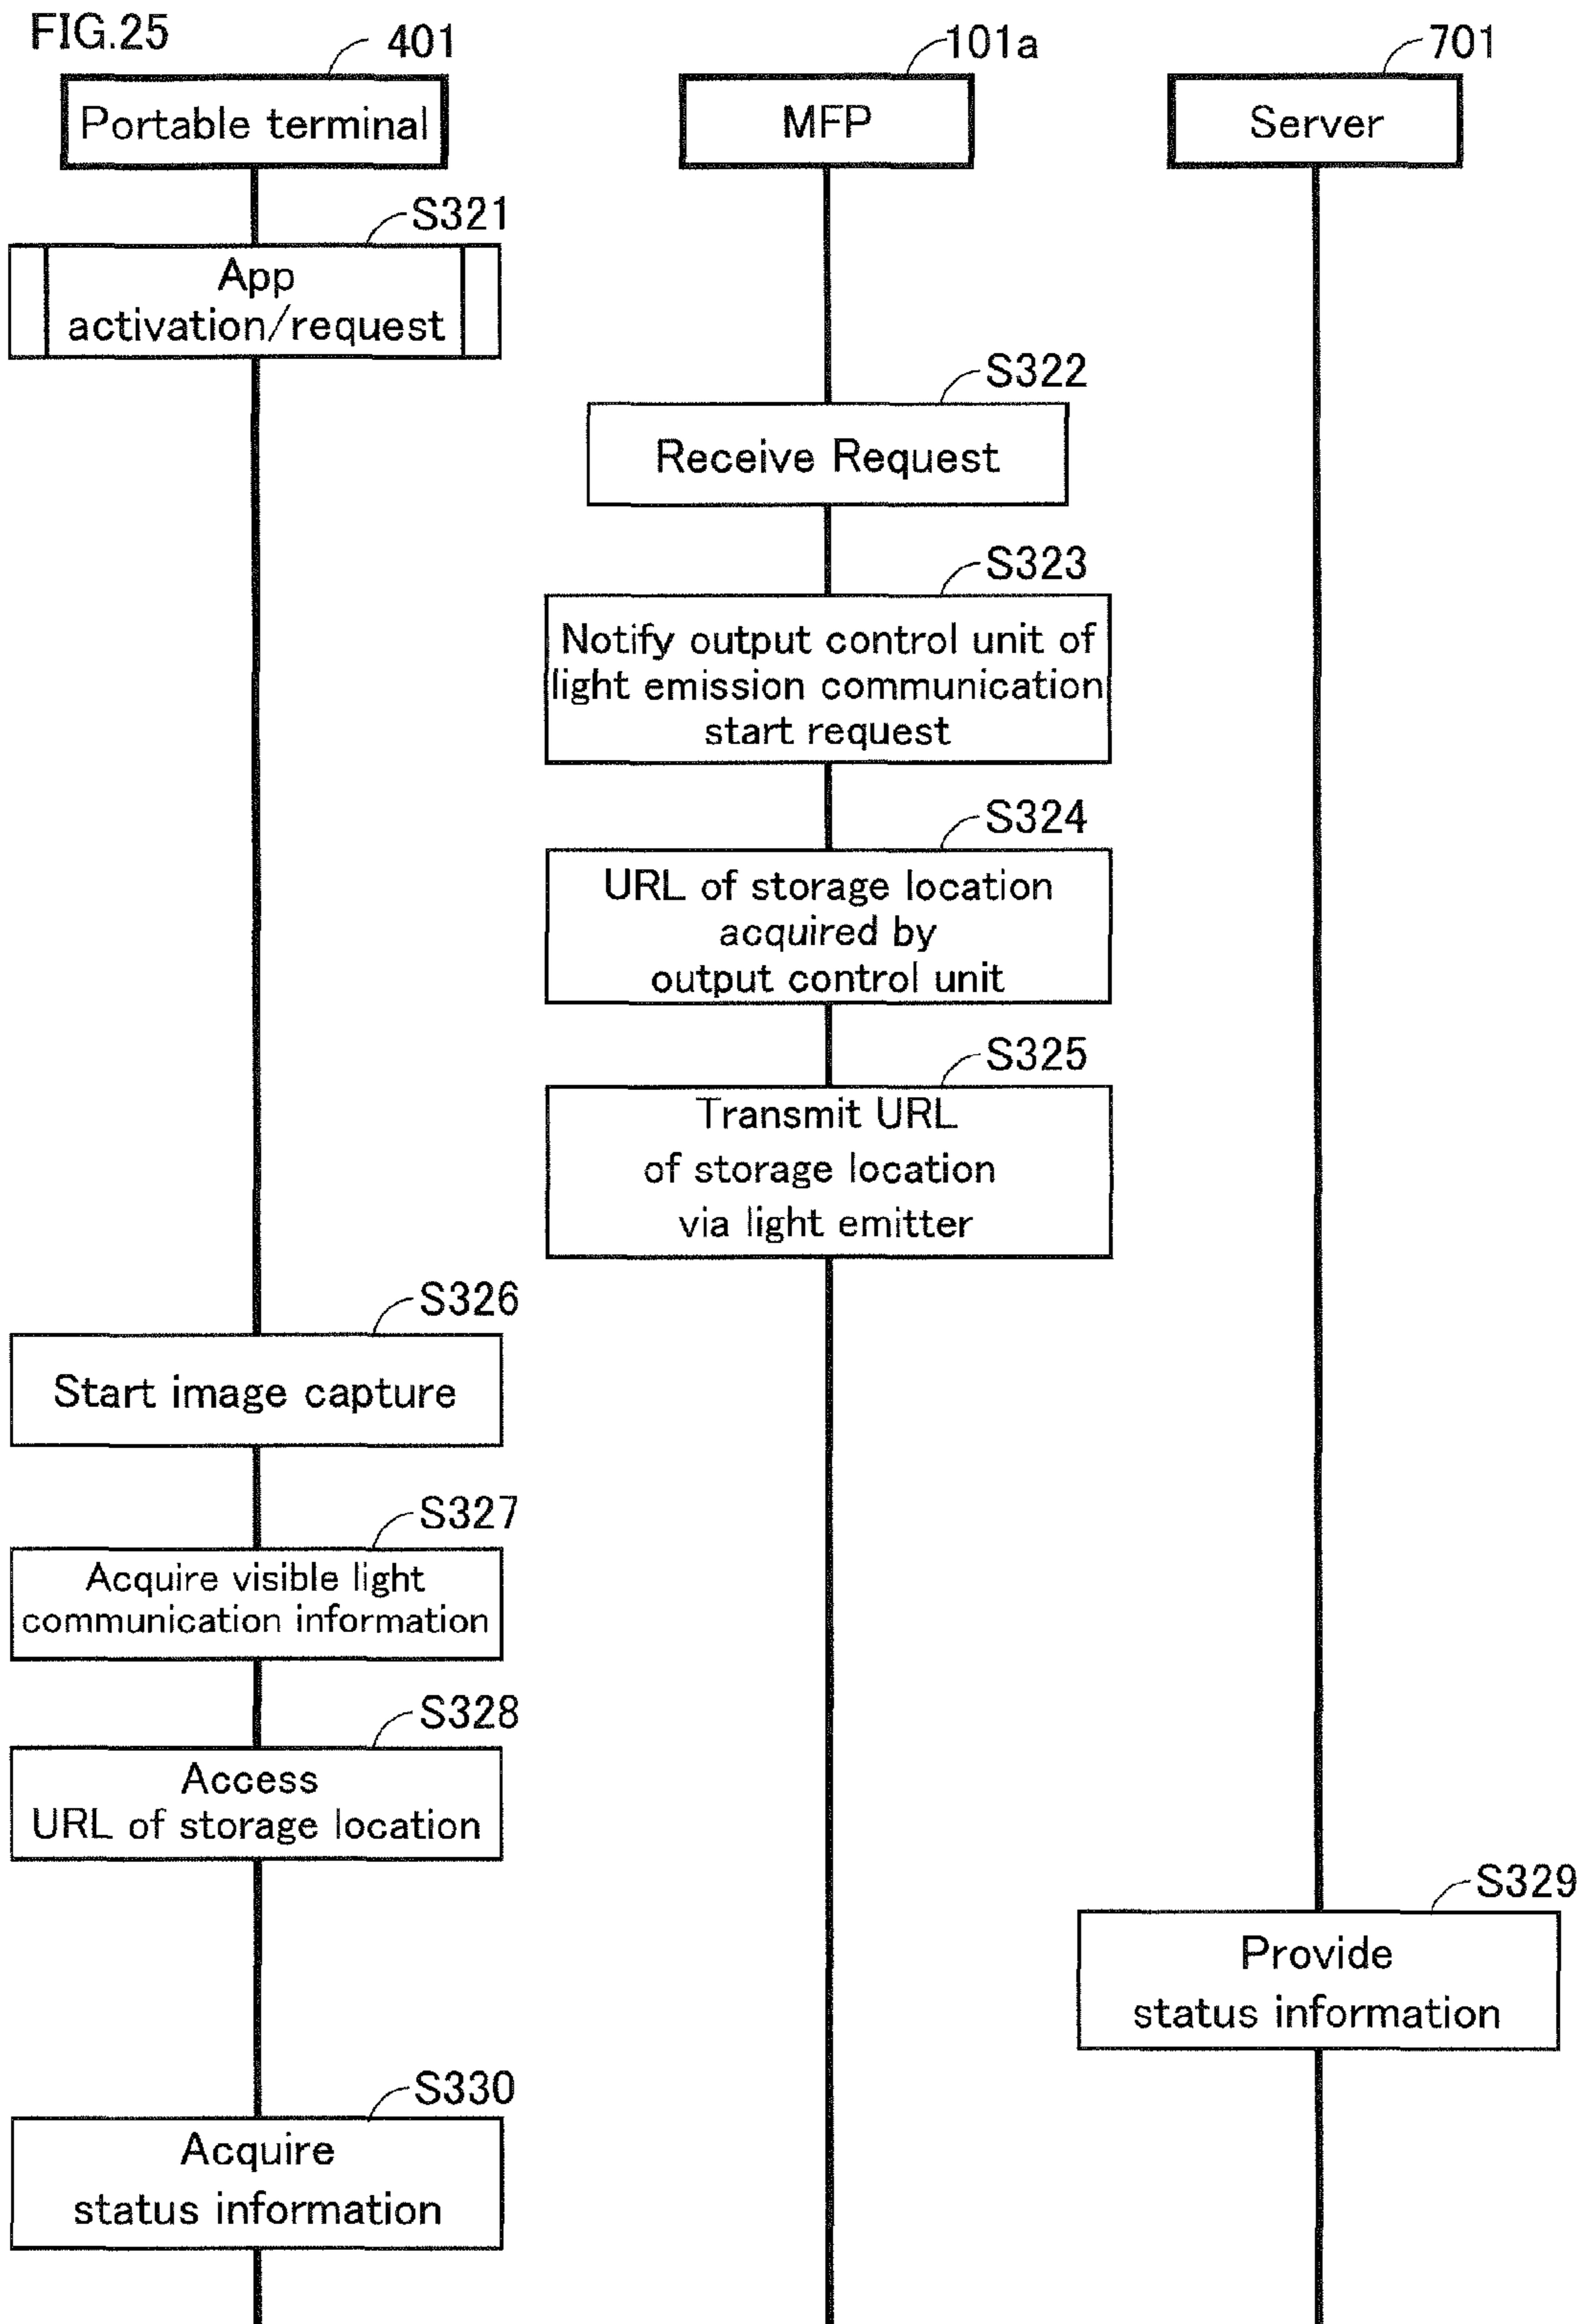 FIG.25
401
101a
701
Portable terminal
MFP
Server
S321
App
activation/request
S322
Receive Request
S323
Notify output control unit of
light emission communication
start request
S324
URL of storage location
acquired by
output control unit
S325
Transmit URL
of storage location
via light emitter
S326
Start image capture
S327
Acquire visible light
communication information
S328
Access
URL of storage location
S329
Provide
status information
S330
Acquire
status information